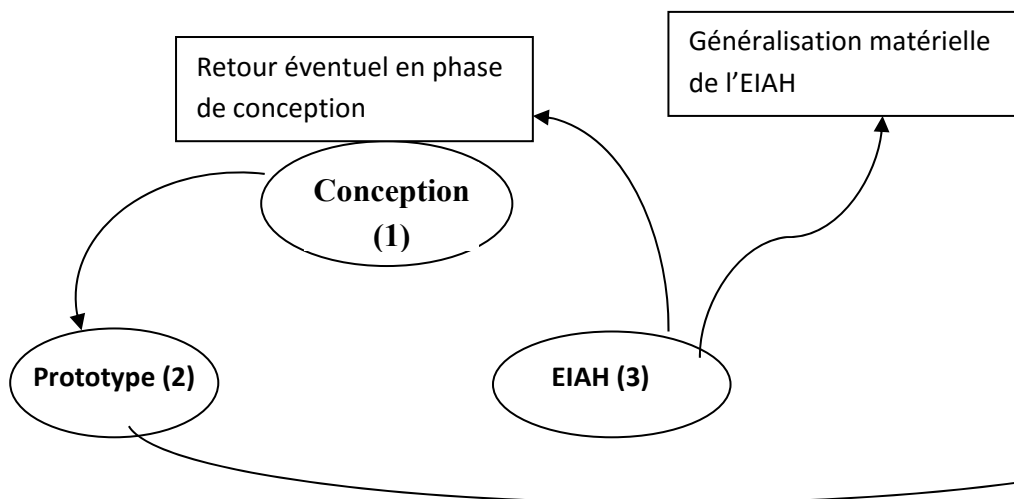 Généralisation matérielle
de l’EIAH
Retour éventuel en phase
de conception
Conception
(1)
Prototype (2)
EIAH (3)